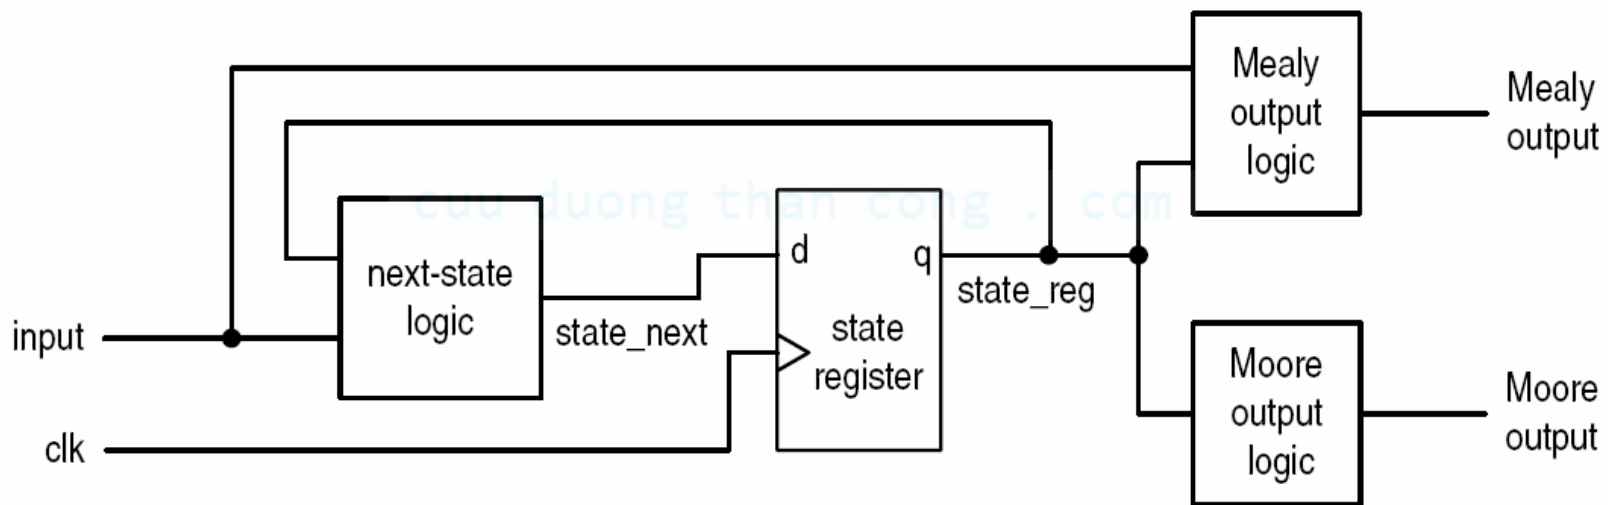 Mealy
output
logic
Mealy
output
cuu duong than cong . com
next-state
logic
d
q
state
register
input
state_next
state_reg
clk
Moore
output
logic
Moore
output